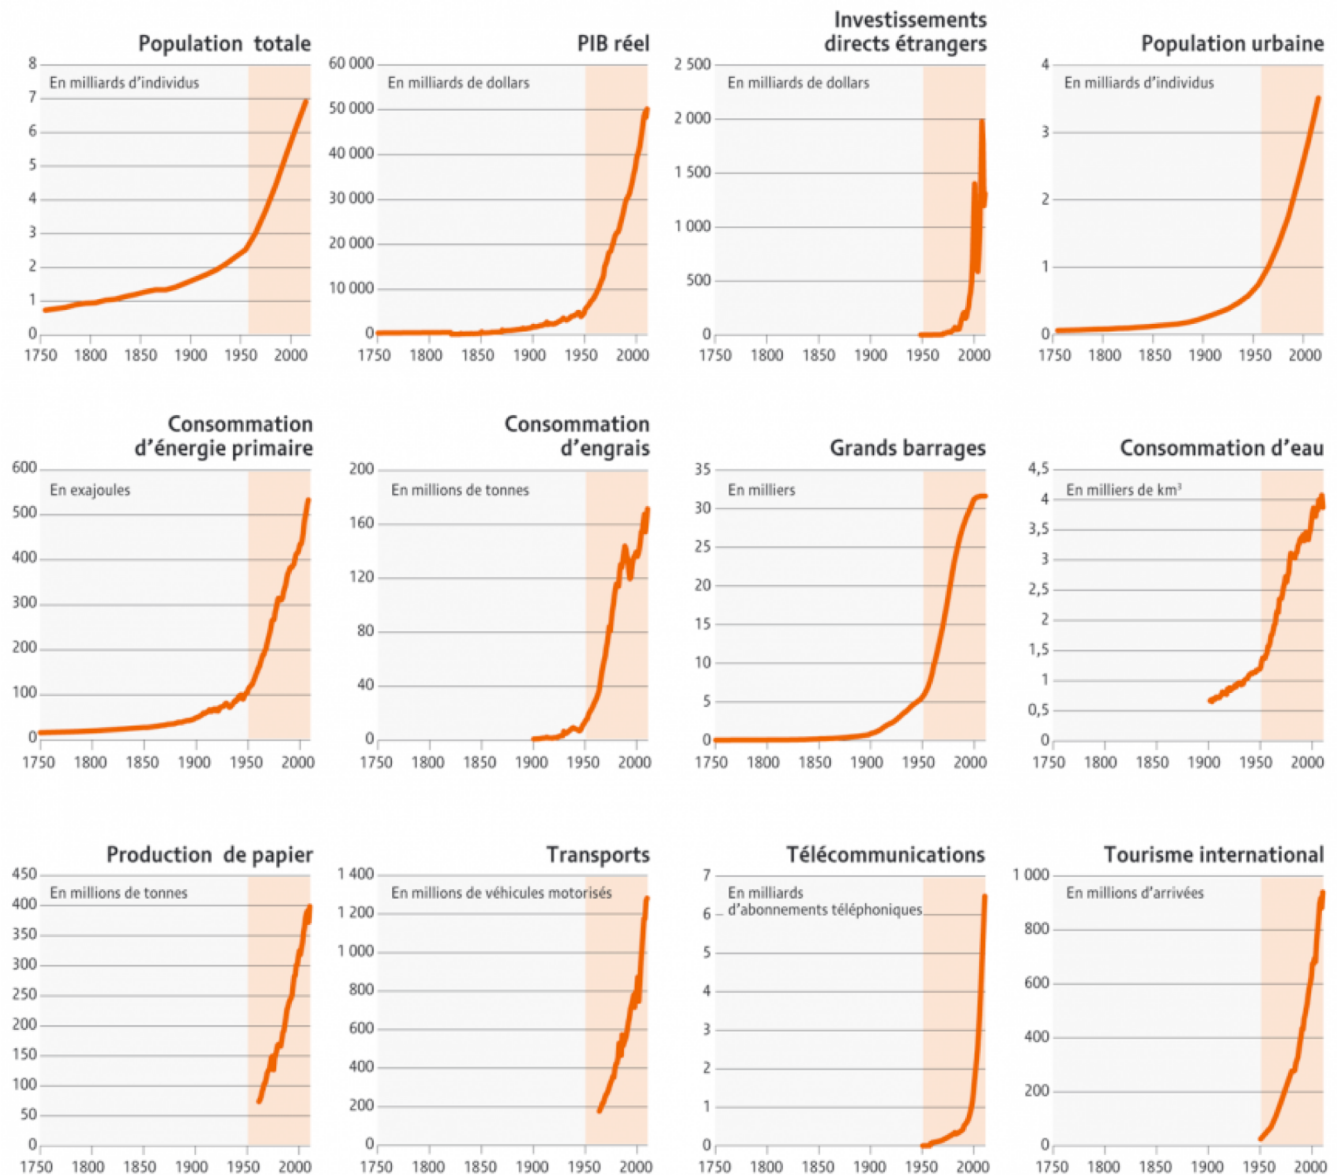 Population totale
En milliards d'individus
8
7
6
5
4
3
2
1
0
1750 1800 1850 1900 1950 2000
PIB réel
En milliards de dollars
60 000
50 000
40 000
30 000
20 000
10 000
0
1750 1800 1850 1900 1950 2000
Investissements
directs étrangers
En milliards de dollars
2 500
2 000
1 500
1 000
500
0
1750 1800 1850 1900 1950 2000
Population urbaine
En milliards d'individus
4
3
2
1
0
1750 1800 1850 1900 1950 2000
Consommation
d'énergie primaire
En exajoules
600
500
400
300
200
100
0
1750 1800 1850 1900 1950 2000
Consommation
d'engrais
En millions de tonnes
200
160
120
80
40
0
1750 1800 1850 1900 1950 2000
Grands barrages
En milliers
35
30
25
20
15
10
5
0
1750 1800 1850 1900 1950 2000
Consommation d'eau
En milliers de km³
4,5
4
3,5
3
2,5
2
1,5
1
0,5
0
1750 1800 1850 1900 1950 2000
Production de papier
En millions de tonnes
450
400
350
300
250
200
150
100
50
0
1750 1800 1850 1900 1950 2000
Transports
En millions de véhicules motorisés
1 400
1 200
1 000
800
600
400
200
0
1750 1800 1850 1900 1950 2000
Télécommunications
En milliards
d'abonnements téléphoniques
7
6
5
4
3
2
1
0
1750 1800 1850 1900 1950 2000
Tourisme international
En millions d'arrivées
1 000
800
600
400
200
0
1750 1800 1850 1900 1950 2000